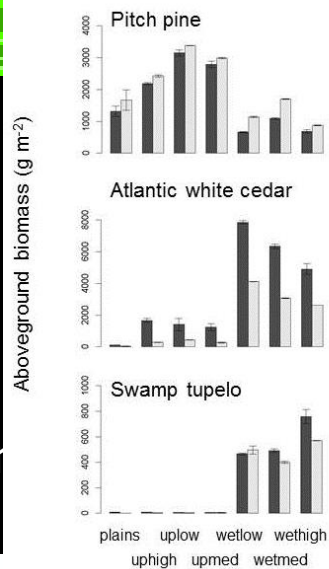 Pitch pine
4000
3000
2000
1000
0
Aboveground biomass (g m-2)
Atlantic white cedar
8000
6000
4000
2000
0
Swamp tupelo
1000
800
600
400
200
0
plains uplow wetlow wethigh
uphigh upmed wetmed